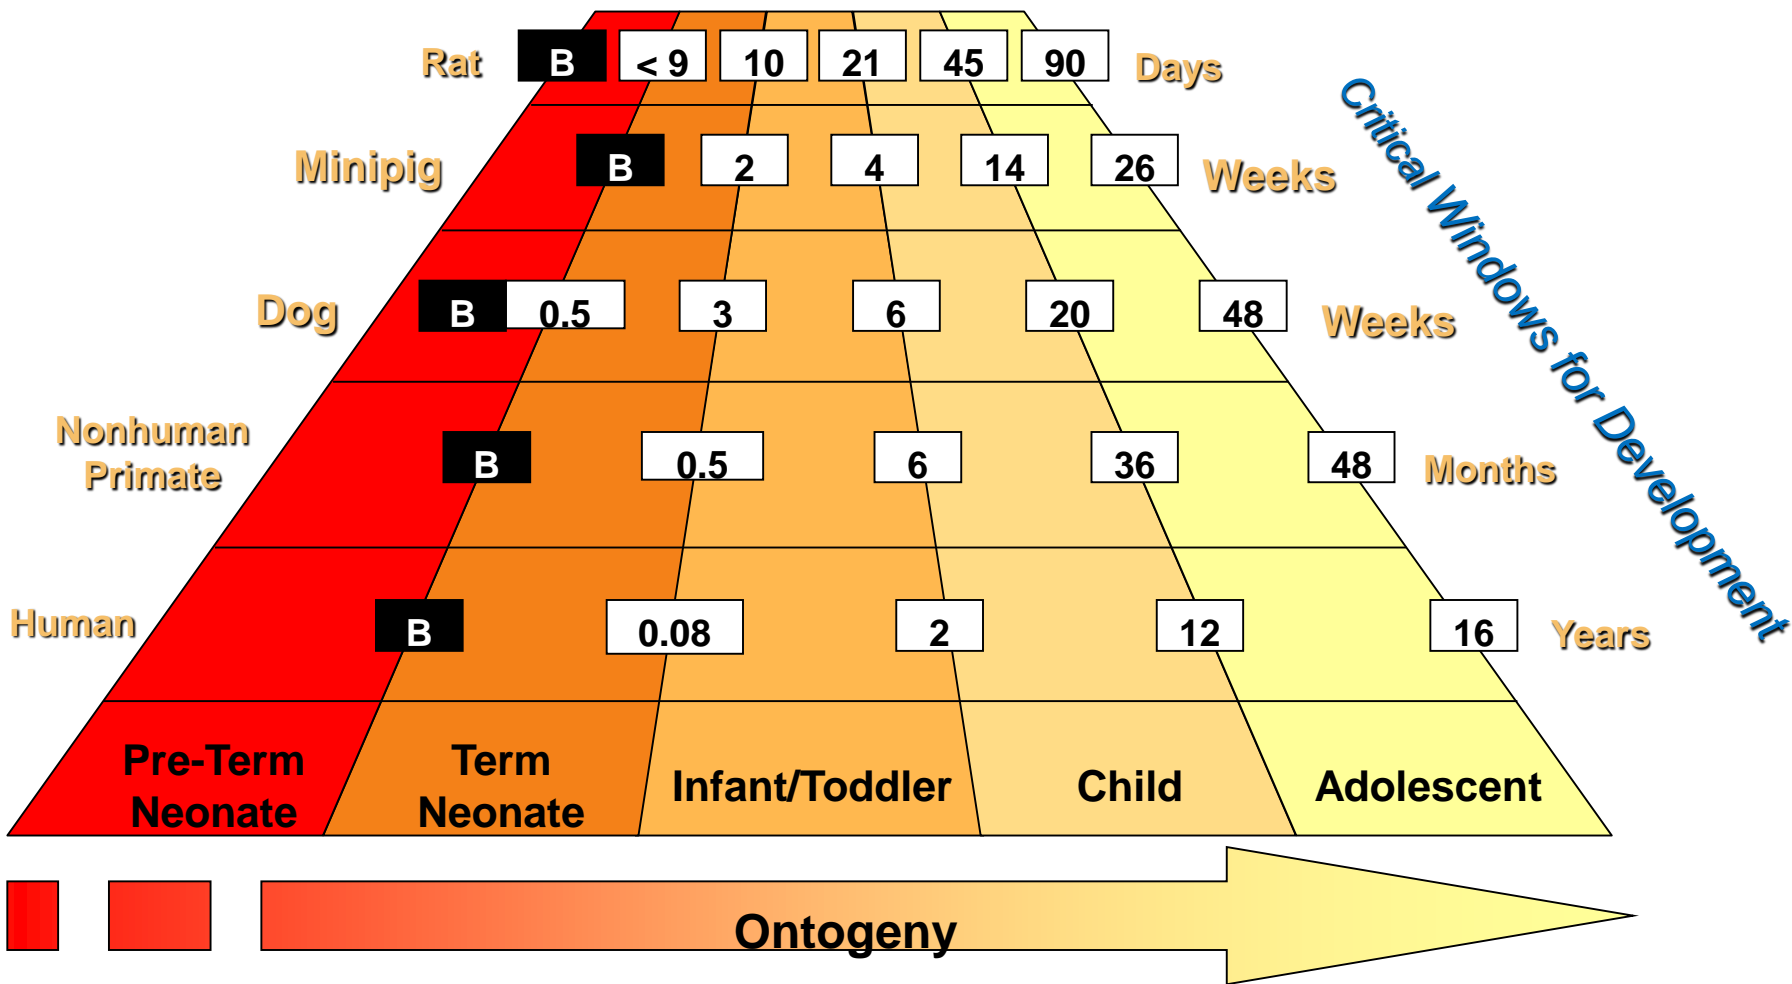 Rat B < 9 10 21 45 90 Days
Minipig B 2 4 14 26 Weeks
Dog B 0.5 3 6 20 48 Weeks
Nonhuman
Primate B 0.5 6 36 48 Months
Human B 0.08 2 12 16 Years
Pre-Term
Neonate
Term
Neonate
Infant/Toddler
Child
Adolescent
Ontogeny
Critical Windows for Development